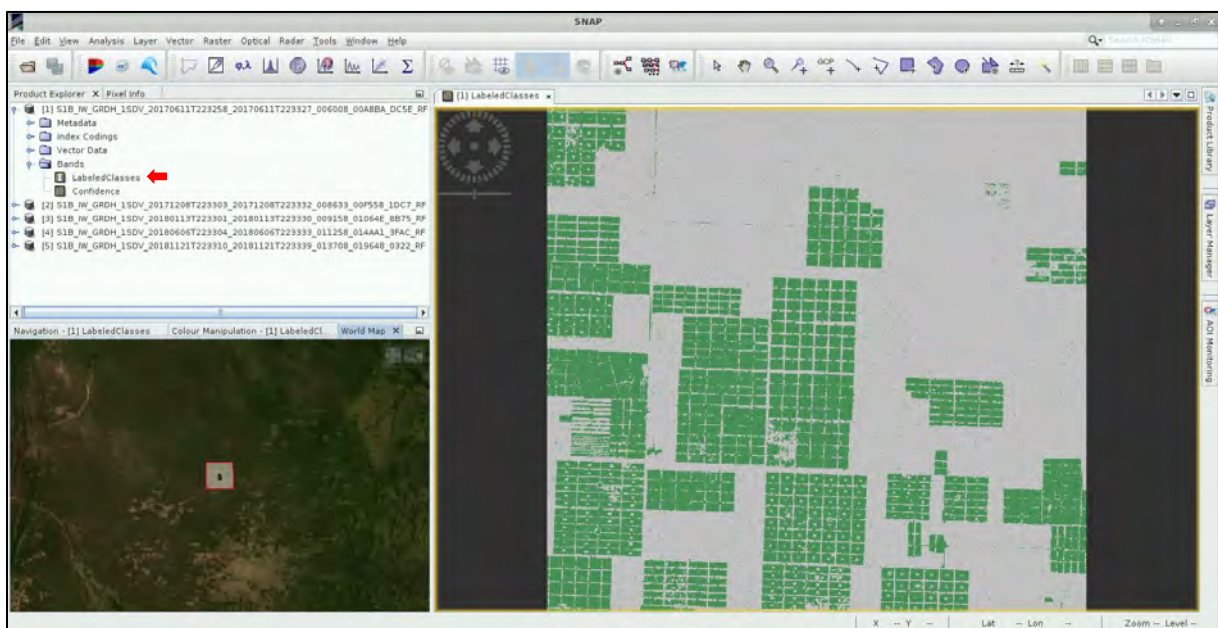 SNAP
File Edit View Analysis Layer Vector Raster Optical Radar Tools Window Help
Product Explorer X Pixel Info
[1] LabeledClasses
[1] S1B_IW_GRDH_1SDV_20170611T223258_20170611T223327_006008_00A8BA_DC5E_RF
Metadata
Index Codings
Vector Data
Bands
LabeledClasses
Confidence
[2] S1B_IW_GRDH_1SDV_20171208T223303_20171208T223332_008633_00F558_1DC7_RF
[3] S1B_IW_GRDH_1SDV_20180113T223301_20180113T223330_009158_01064E_8B75_RF
[4] S1B_IW_GRDH_1SDV_20180606T223304_20180606T223333_011258_014AA1_3FAC_RF
[5] S1B_IW_GRDH_1SDV_20181121T223310_20181121T223339_013708_019648_0322_RF
Navigation - [1] LabeledClasses Colour Manipulation - [1] LabeledCl... World Map X
Product Library
Layer Manager
AOI Monitoring
X -- Y -- Lat -- Lon -- Zoom -- Level --